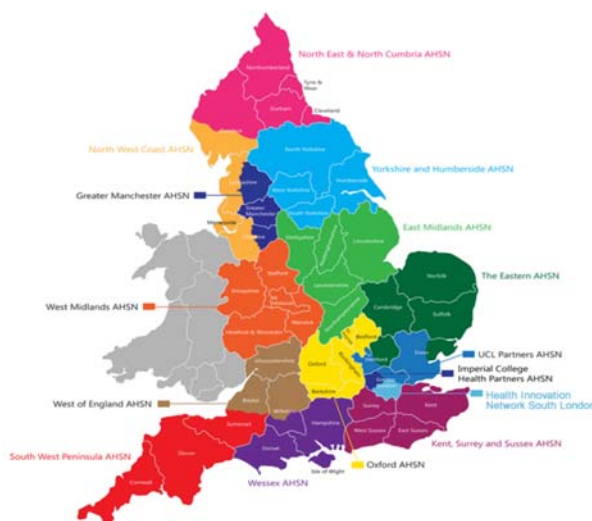 North East & North Cumbria AHSN
Northumberland
Tyne &
Wear
Durham
Cleveland
North West Coast AHSN
North Yorkshire
Yorkshire and Humberside AHSN
West Yorkshire
Humberside
South Yorkshire
Greater Manchester AHSN
Lancashire
Greater
Manchester
Merseyside
Cheshire
East Midlands AHSN
Derbyshire
Lincolnshire
Leicestershire
Norfolk
The Eastern AHSN
Cambridge
Suffolk
Stafford
Shropshire
West Midlands AHSN
Warwick
Hereford & Worcester
Bedford
Hertford
Essex
UCL Partners AHSN
Imperial College
Health Partners AHSN
Health Innovation
Network South London
Gloucestershire
Oxford
Buckingham
Berkshire
West of England AHSN
Bristol
Wiltshire
Surrey
Kent
West Sussex
East Sussex
Kent, Surrey and Sussex AHSN
Somerset
Hampshire
South West Peninsula AHSN
Devon
Dorset
Cornwall
Isle of Wight
Oxford AHSN
Wessex AHSN